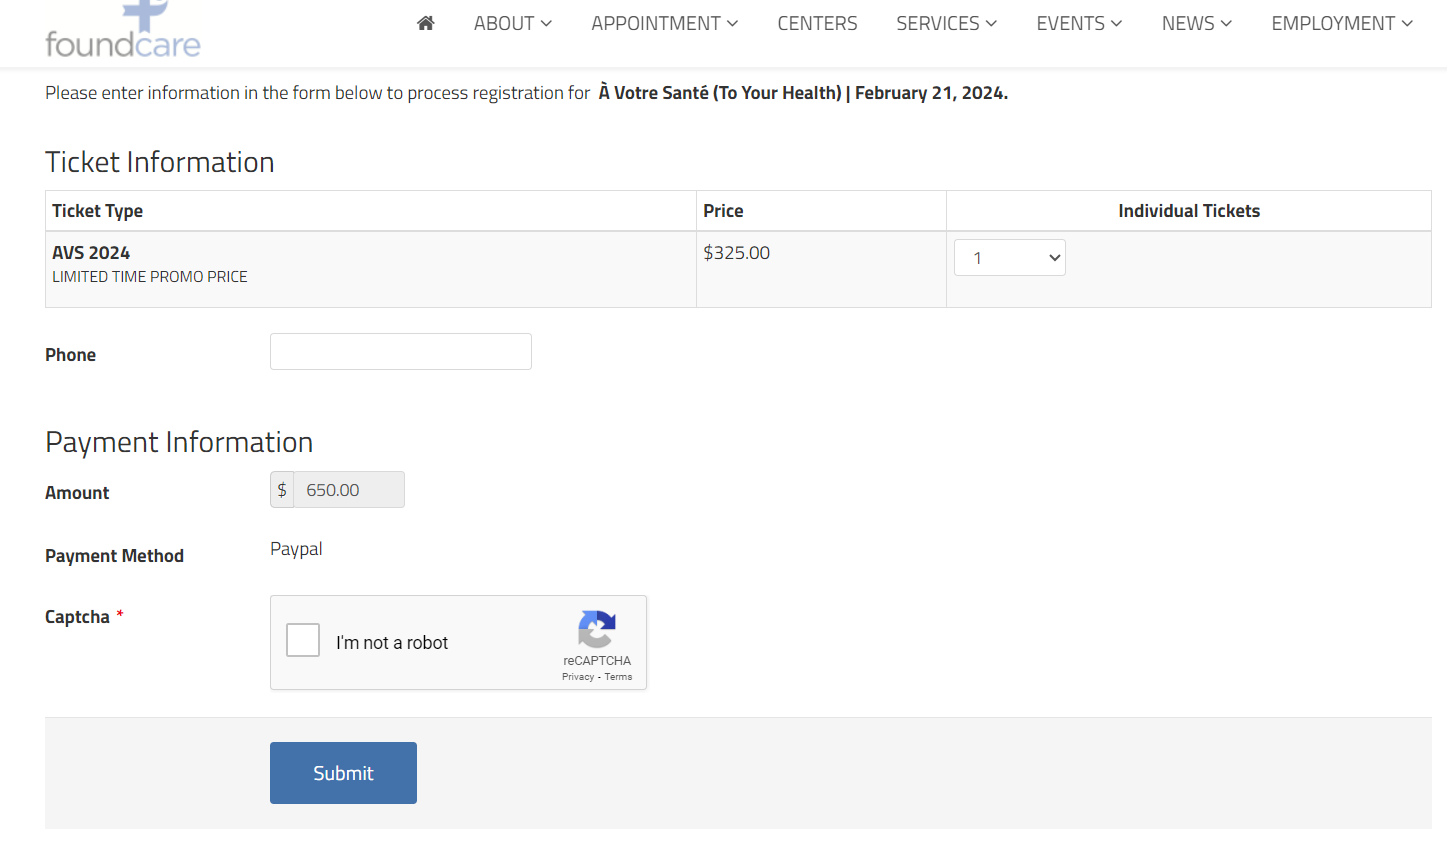 foundcare
ABOUT APPOINTMENT CENTERS SERVICES EVENTS NEWS EMPLOYMENT
Please enter information in the form below to process registration for À Votre Santé (To Your Health) | February 21, 2024.
Ticket Information
Ticket Type Price Individual Tickets
AVS 2024 $325.00 1
LIMITED TIME PROMO PRICE
Phone
Payment Information
Amount $ 650.00
Payment Method Paypal
Captcha *
I'm not a robot
reCAPTCHA
Privacy - Terms
Submit